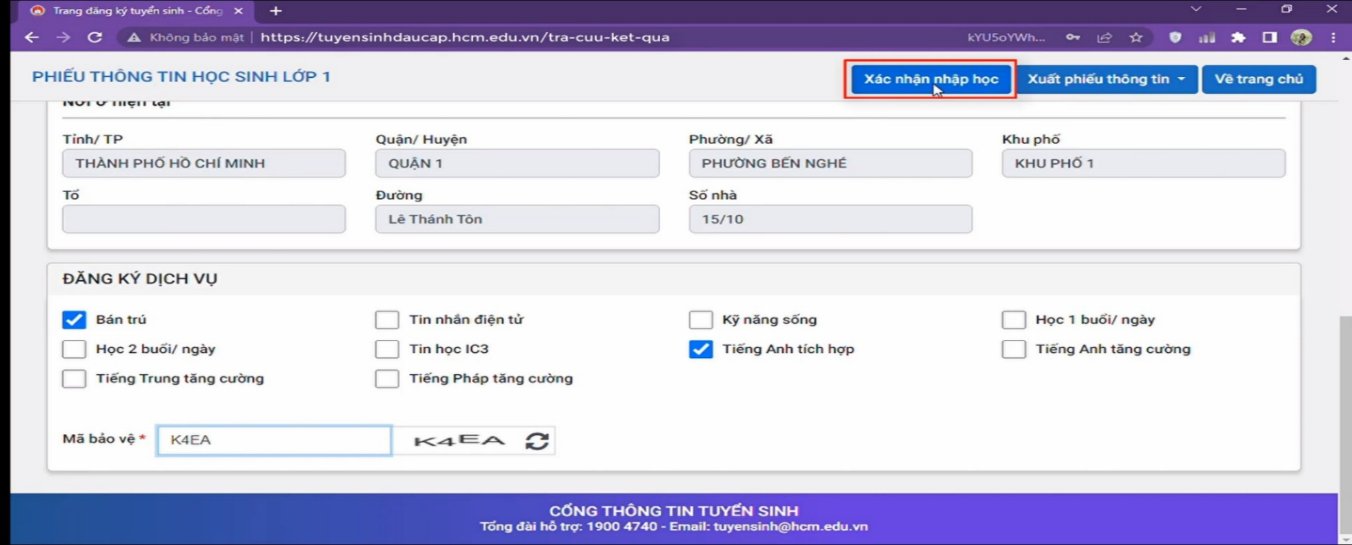 Trang đăng ký tuyển sinh - Cổng
Không bảo mật | https://tuyensinhdaucap.hcm.edu.vn/tra-cuu-ket-qua kYU5oYWh...
PHIẾU THÔNG TIN HỌC SINH LỚP 1 Xác nhận nhập học Xuất phiếu thông tin Về trang chủ
Nơi ở hiện tại
Tỉnh/ TP Quận/ Huyện Phường/ Xã Khu phố
THÀNH PHỐ HỒ CHÍ MINH QUẬN 1 PHƯỜNG BẾN NGHÉ KHU PHỐ 1
Tổ Đường Số nhà
Lê Thánh Tôn 15/10
ĐĂNG KÝ DỊCH VỤ
Bán trú Tin nhắn điện tử Kỹ năng sống Học 1 buổi/ ngày
Học 2 buổi/ ngày Tin học IC3 Tiếng Anh tích hợp Tiếng Anh tăng cường
Tiếng Trung tăng cường Tiếng Pháp tăng cường
Mã bảo vệ * K4EA K4EA
CỔNG THÔNG TIN TUYỂN SINH
Tổng đài hỗ trợ: 1900 4740 - Email: tuyensinh@hcm.edu.vn